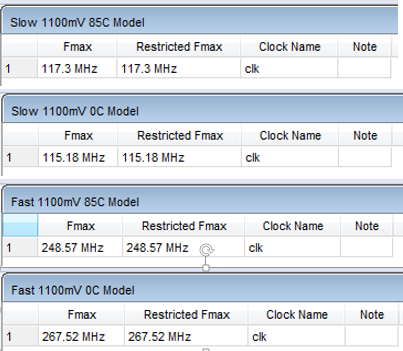 Slow 1100mV 85C Model
Fmax Restricted Fmax Clock Name Note
1 117.3 MHz 117.3 MHz clk
Slow 1100mV 0C Model
Fmax Restricted Fmax Clock Name Note
1 115.18 MHz 115.18 MHz clk
Fast 1100mV 85C Model
Fmax Restricted Fmax Clock Name Note
1 248.57 MHz 248.57 MHz clk
Fast 1100mV 0C Model
Fmax Restricted Fmax Clock Name Note
1 267.52 MHz 267.52 MHz clk